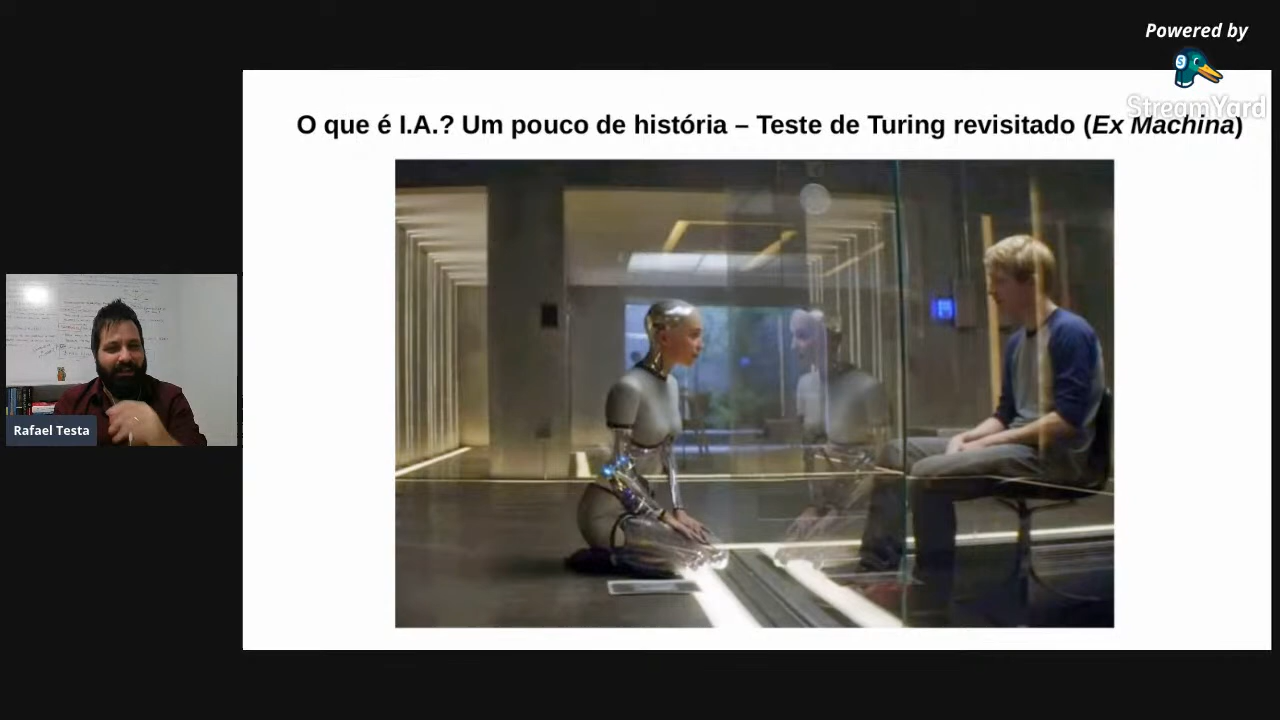 Powered by
StreamYard
O que é I.A.? Um pouco de história – Teste de Turing revisitado (Ex Machina)
Rafael Testa